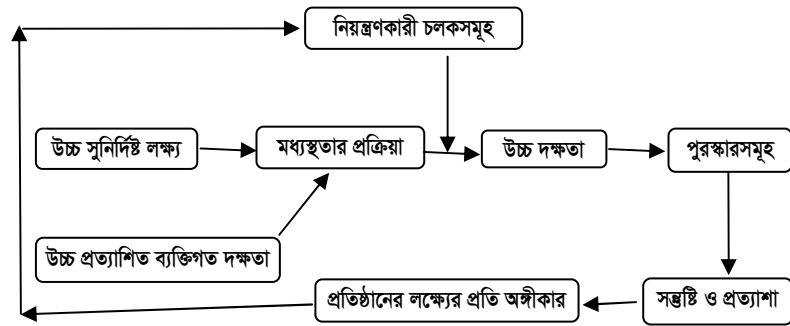 নিয়ন্ত্রণকারী চলকসমূহ
উচ্চ সুনির্দিষ্ট লক্ষ্য
মধ্যস্থতার প্রক্রিয়া
উচ্চ দক্ষতা
পুরস্কারসমূহ
উচ্চ প্রত্যাশিত ব্যক্তিগত দক্ষতা
প্রতিষ্ঠানের লক্ষ্যের প্রতি অঙ্গীকার
সন্তুষ্টি ও প্রত্যাশা